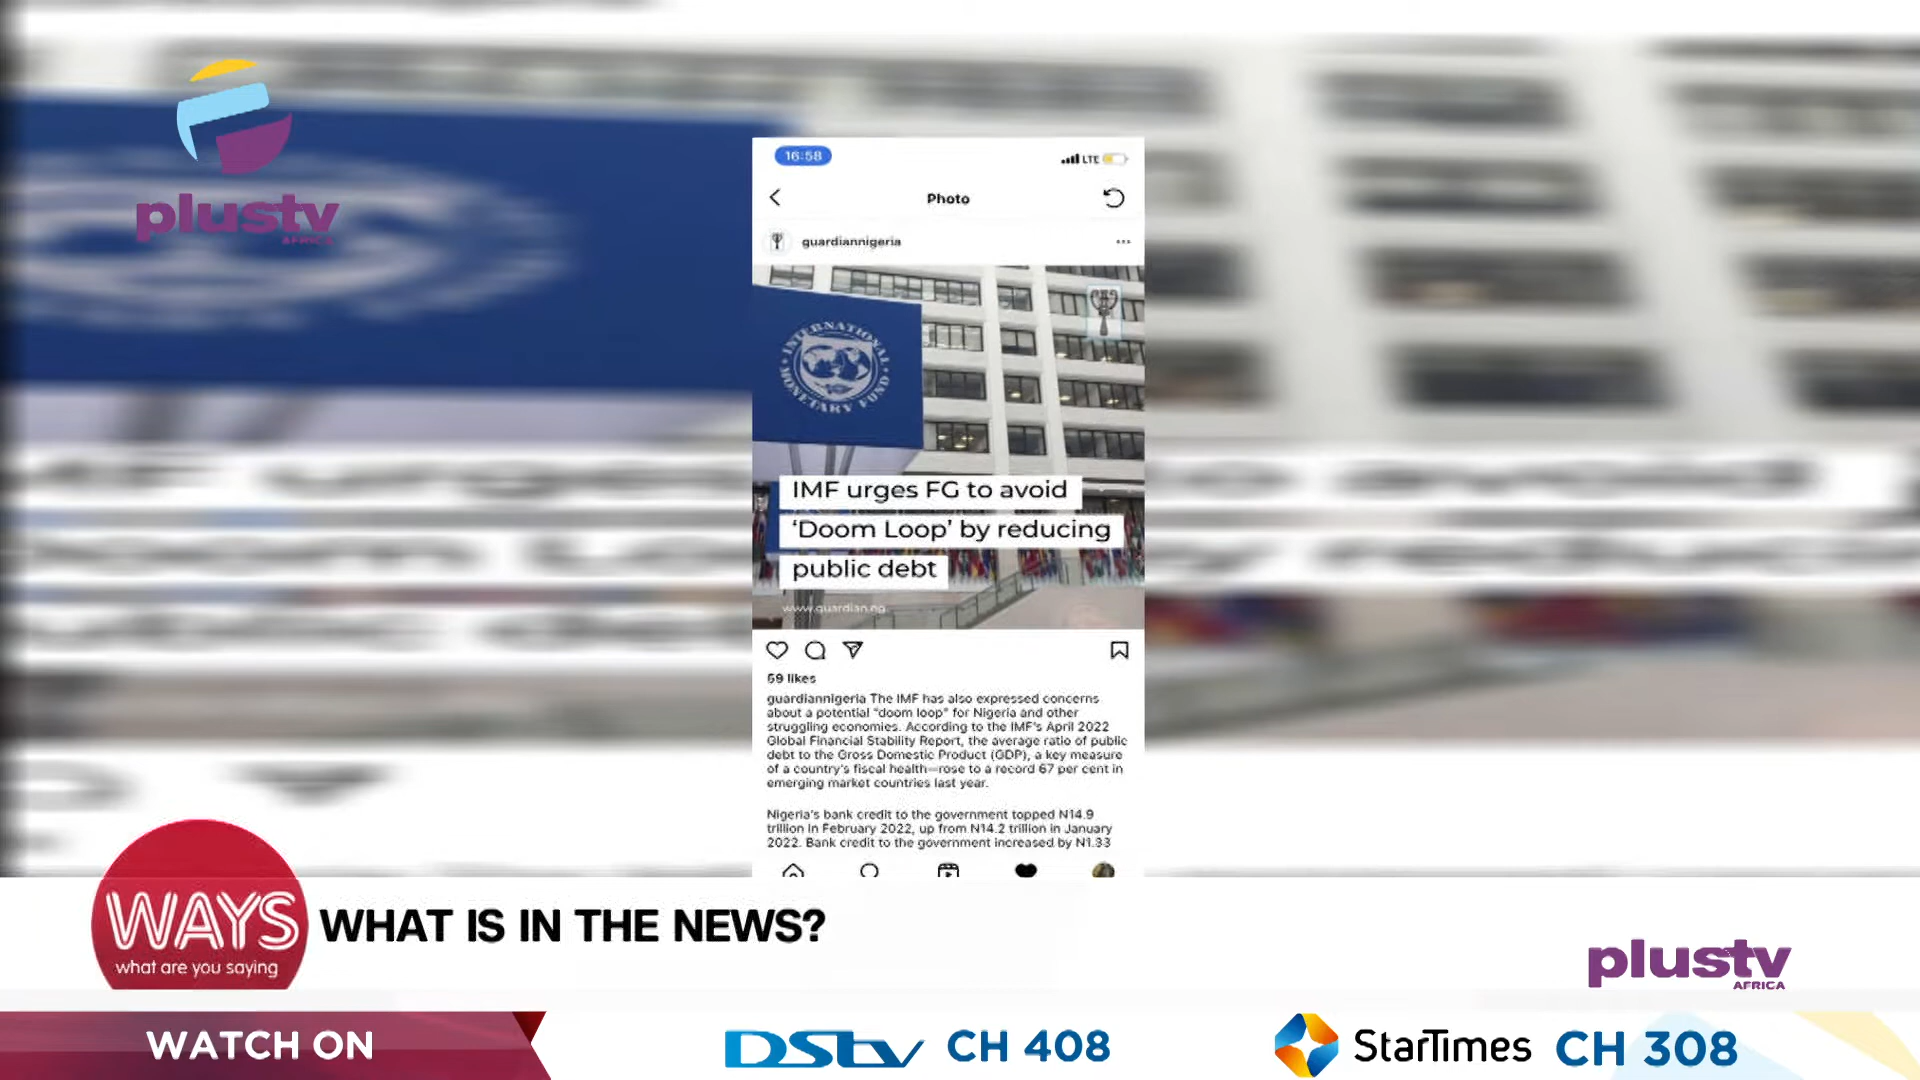 plustv
AFRICA
16:58
LTE
Photo
guardiannigeria
INTERNATIONAL MONETARY FUND
IMF urges FG to avoid
‘Doom Loop’ by reducing
public debt
www.guardian.ng
59 likes
guardiannigeria The IMF has also expressed concerns
about a potential "doom loop" for Nigeria and other
struggling economies. According to the IMF's April 2022
Global Financial Stability Report, the average ratio of public
debt to the Gross Domestic Product (GDP), a key measure
of a country's fiscal health—rose to a record 67 per cent in
emerging market countries last year.
Nigeria's bank credit to the government topped N14.9
trillion in February 2022, up from N14.2 trillion in January
2022. Bank credit to the government increased by N1.33
WAYS
what are you saying
WHAT IS IN THE NEWS?
plustv
AFRICA
WATCH ON
DStv CH 408
StarTimes CH 308